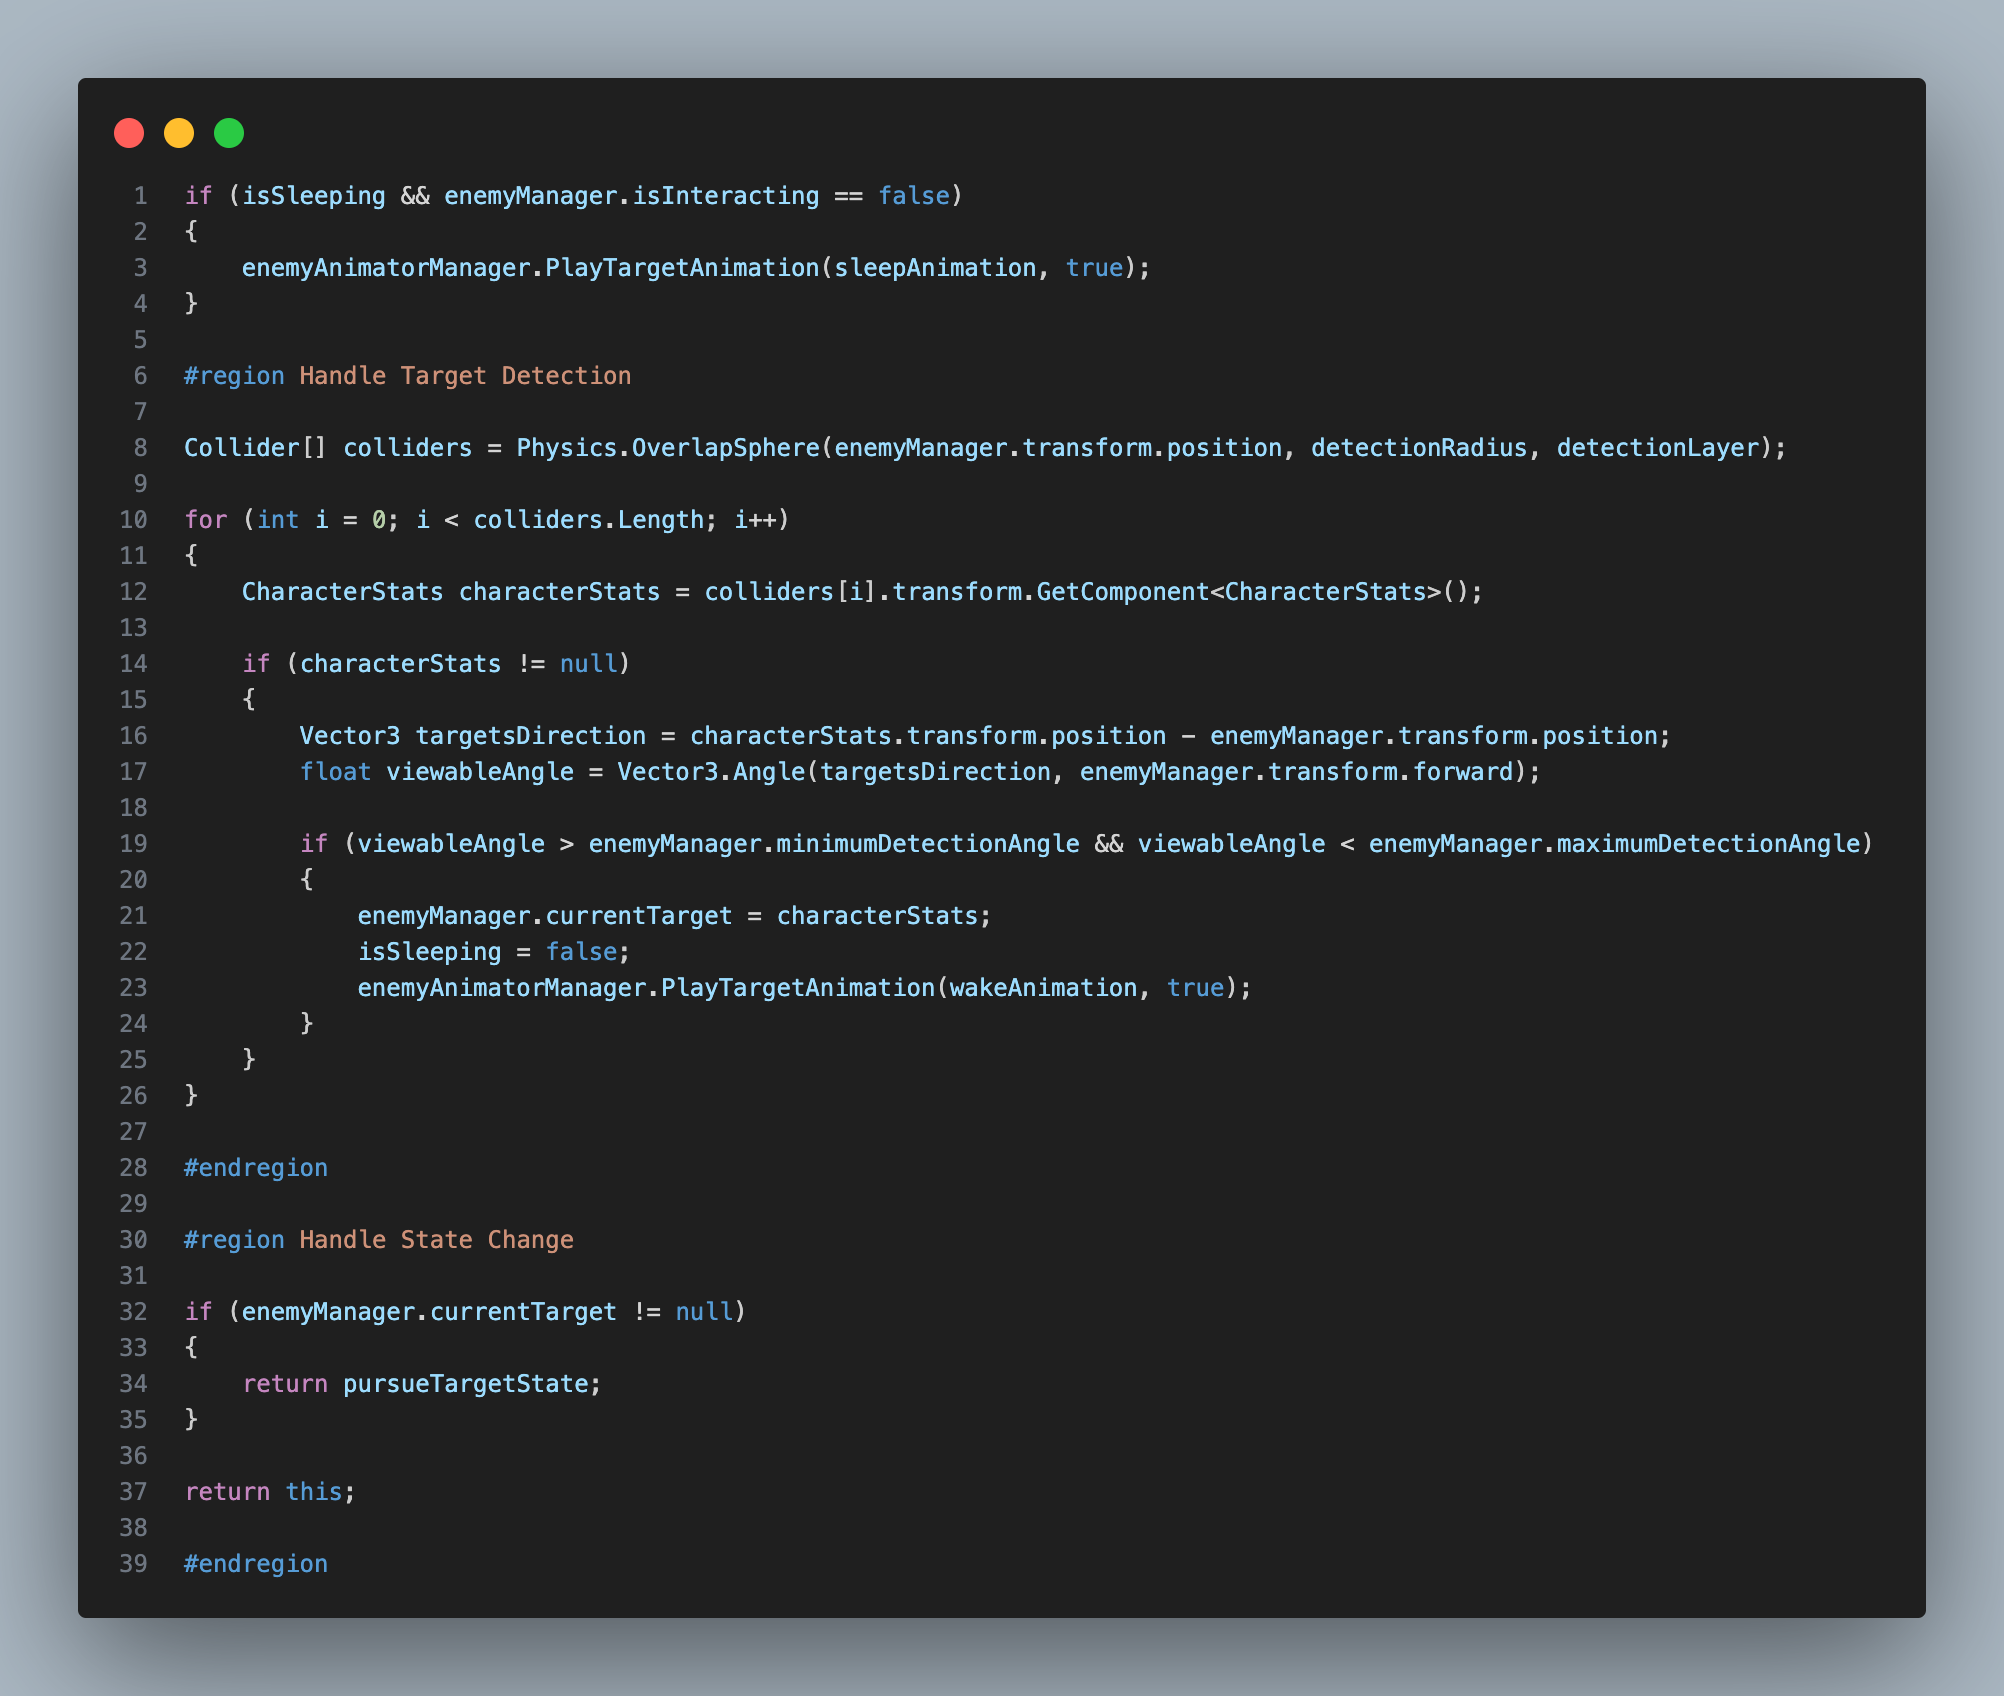 1 if (isSleeping && enemyManager.isInteracting == false)
2 {
3     enemyAnimatorManager.PlayTargetAnimation(sleepAnimation, true);
4 }
5
6 #region Handle Target Detection
7
8 Collider[] colliders = Physics.OverlapSphere(enemyManager.transform.position, detectionRadius, detectionLayer);
9
10 for (int i = 0; i < colliders.Length; i++)
11 {
12     CharacterStats characterStats = colliders[i].transform.GetComponent<CharacterStats>();
13
14     if (characterStats != null)
15     {
16         Vector3 targetsDirection = characterStats.transform.position - enemyManager.transform.position;
17         float viewableAngle = Vector3.Angle(targetsDirection, enemyManager.transform.forward);
18
19         if (viewableAngle > enemyManager.minimumDetectionAngle && viewableAngle < enemyManager.maximumDetectionAngle)
20         {
21             enemyManager.currentTarget = characterStats;
22             isSleeping = false;
23             enemyAnimatorManager.PlayTargetAnimation(wakeAnimation, true);
24         }
25     }
26 }
27
28 #endregion
29
30 #region Handle State Change
31
32 if (enemyManager.currentTarget != null)
33 {
34     return pursueTargetState;
35 }
36
37 return this;
38
39 #endregion